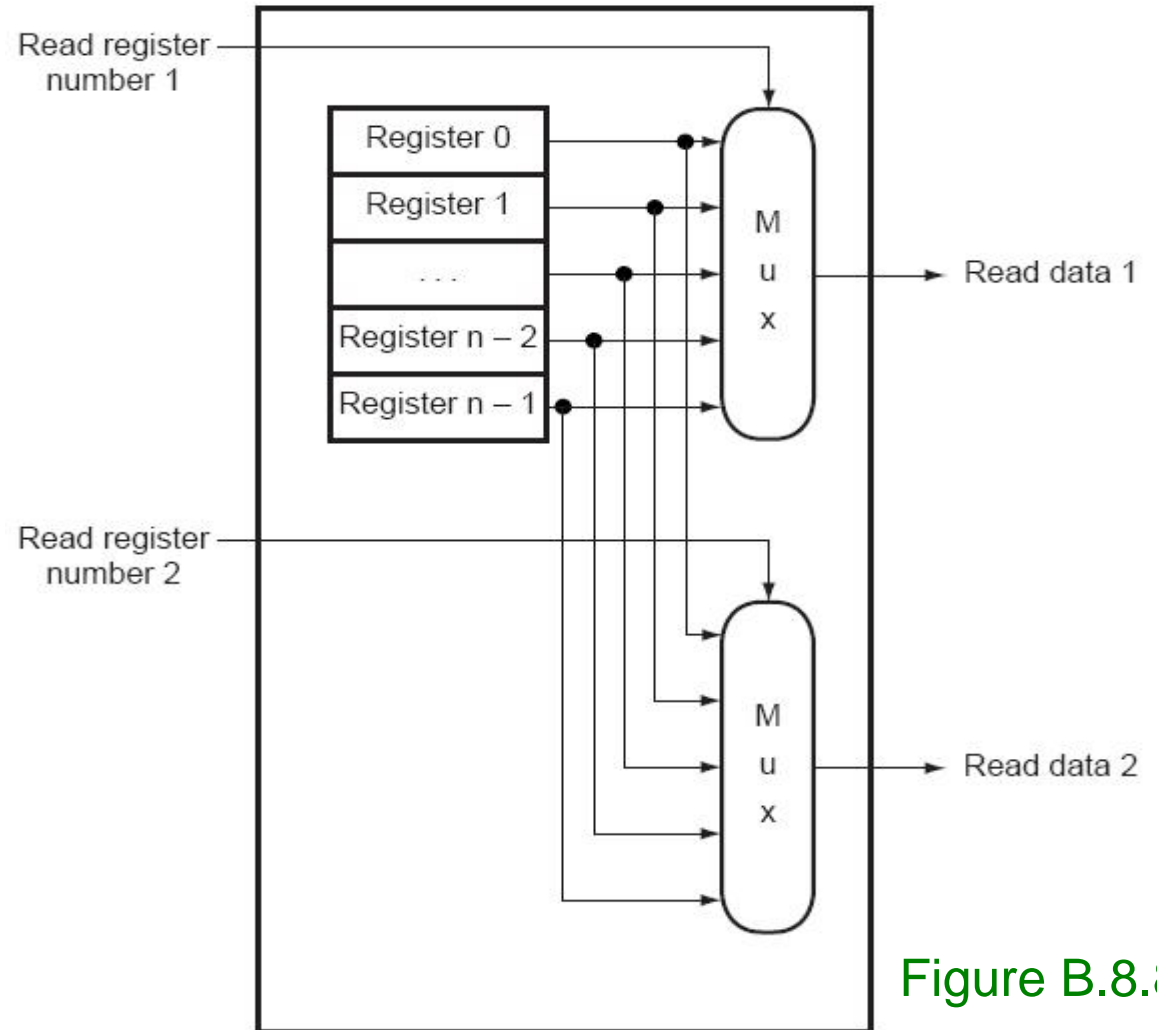 Read register
number 1
Register 0
Register 1
. . .
Register n – 2
Register n – 1
M
u
x
Read data 1
Read register
number 2
M
u
x
Read data 2
Figure B.8.8